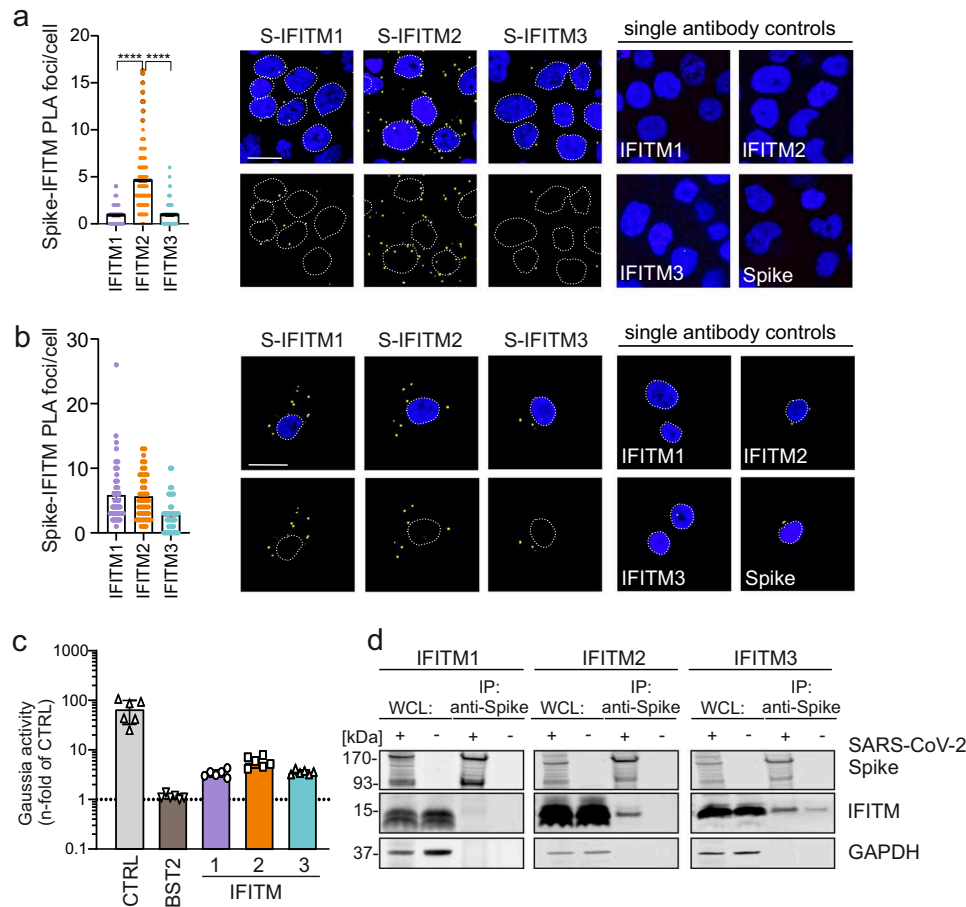 a
Spike-IFITM PLA foci/cell
20
15
10
5
0
**** ****
IFITM1
IFITM2
IFITM3
S-IFITM1 S-IFITM2 S-IFITM3
single antibody controls
IFITM1 IFITM2
IFITM3 Spike
b
Spike-IFITM PLA foci/cell
30
20
10
0
IFITM1
IFITM2
IFITM3
S-IFITM1 S-IFITM2 S-IFITM3
single antibody controls
IFITM1 IFITM2
IFITM3 Spike
c
Gaussia activity
(n-fold of CTRL)
1000
100
10
1
0.1
CTRL
BST2
1 2 3
IFITM
d
IFITM1 IFITM2 IFITM3
IP: IP: IP:
WCL: anti-Spike WCL: anti-Spike WCL: anti-Spike
[kDa] + - + - + - + - + - + -
170-
93-
SARS-CoV-2
Spike
15- IFITM
37- GAPDH